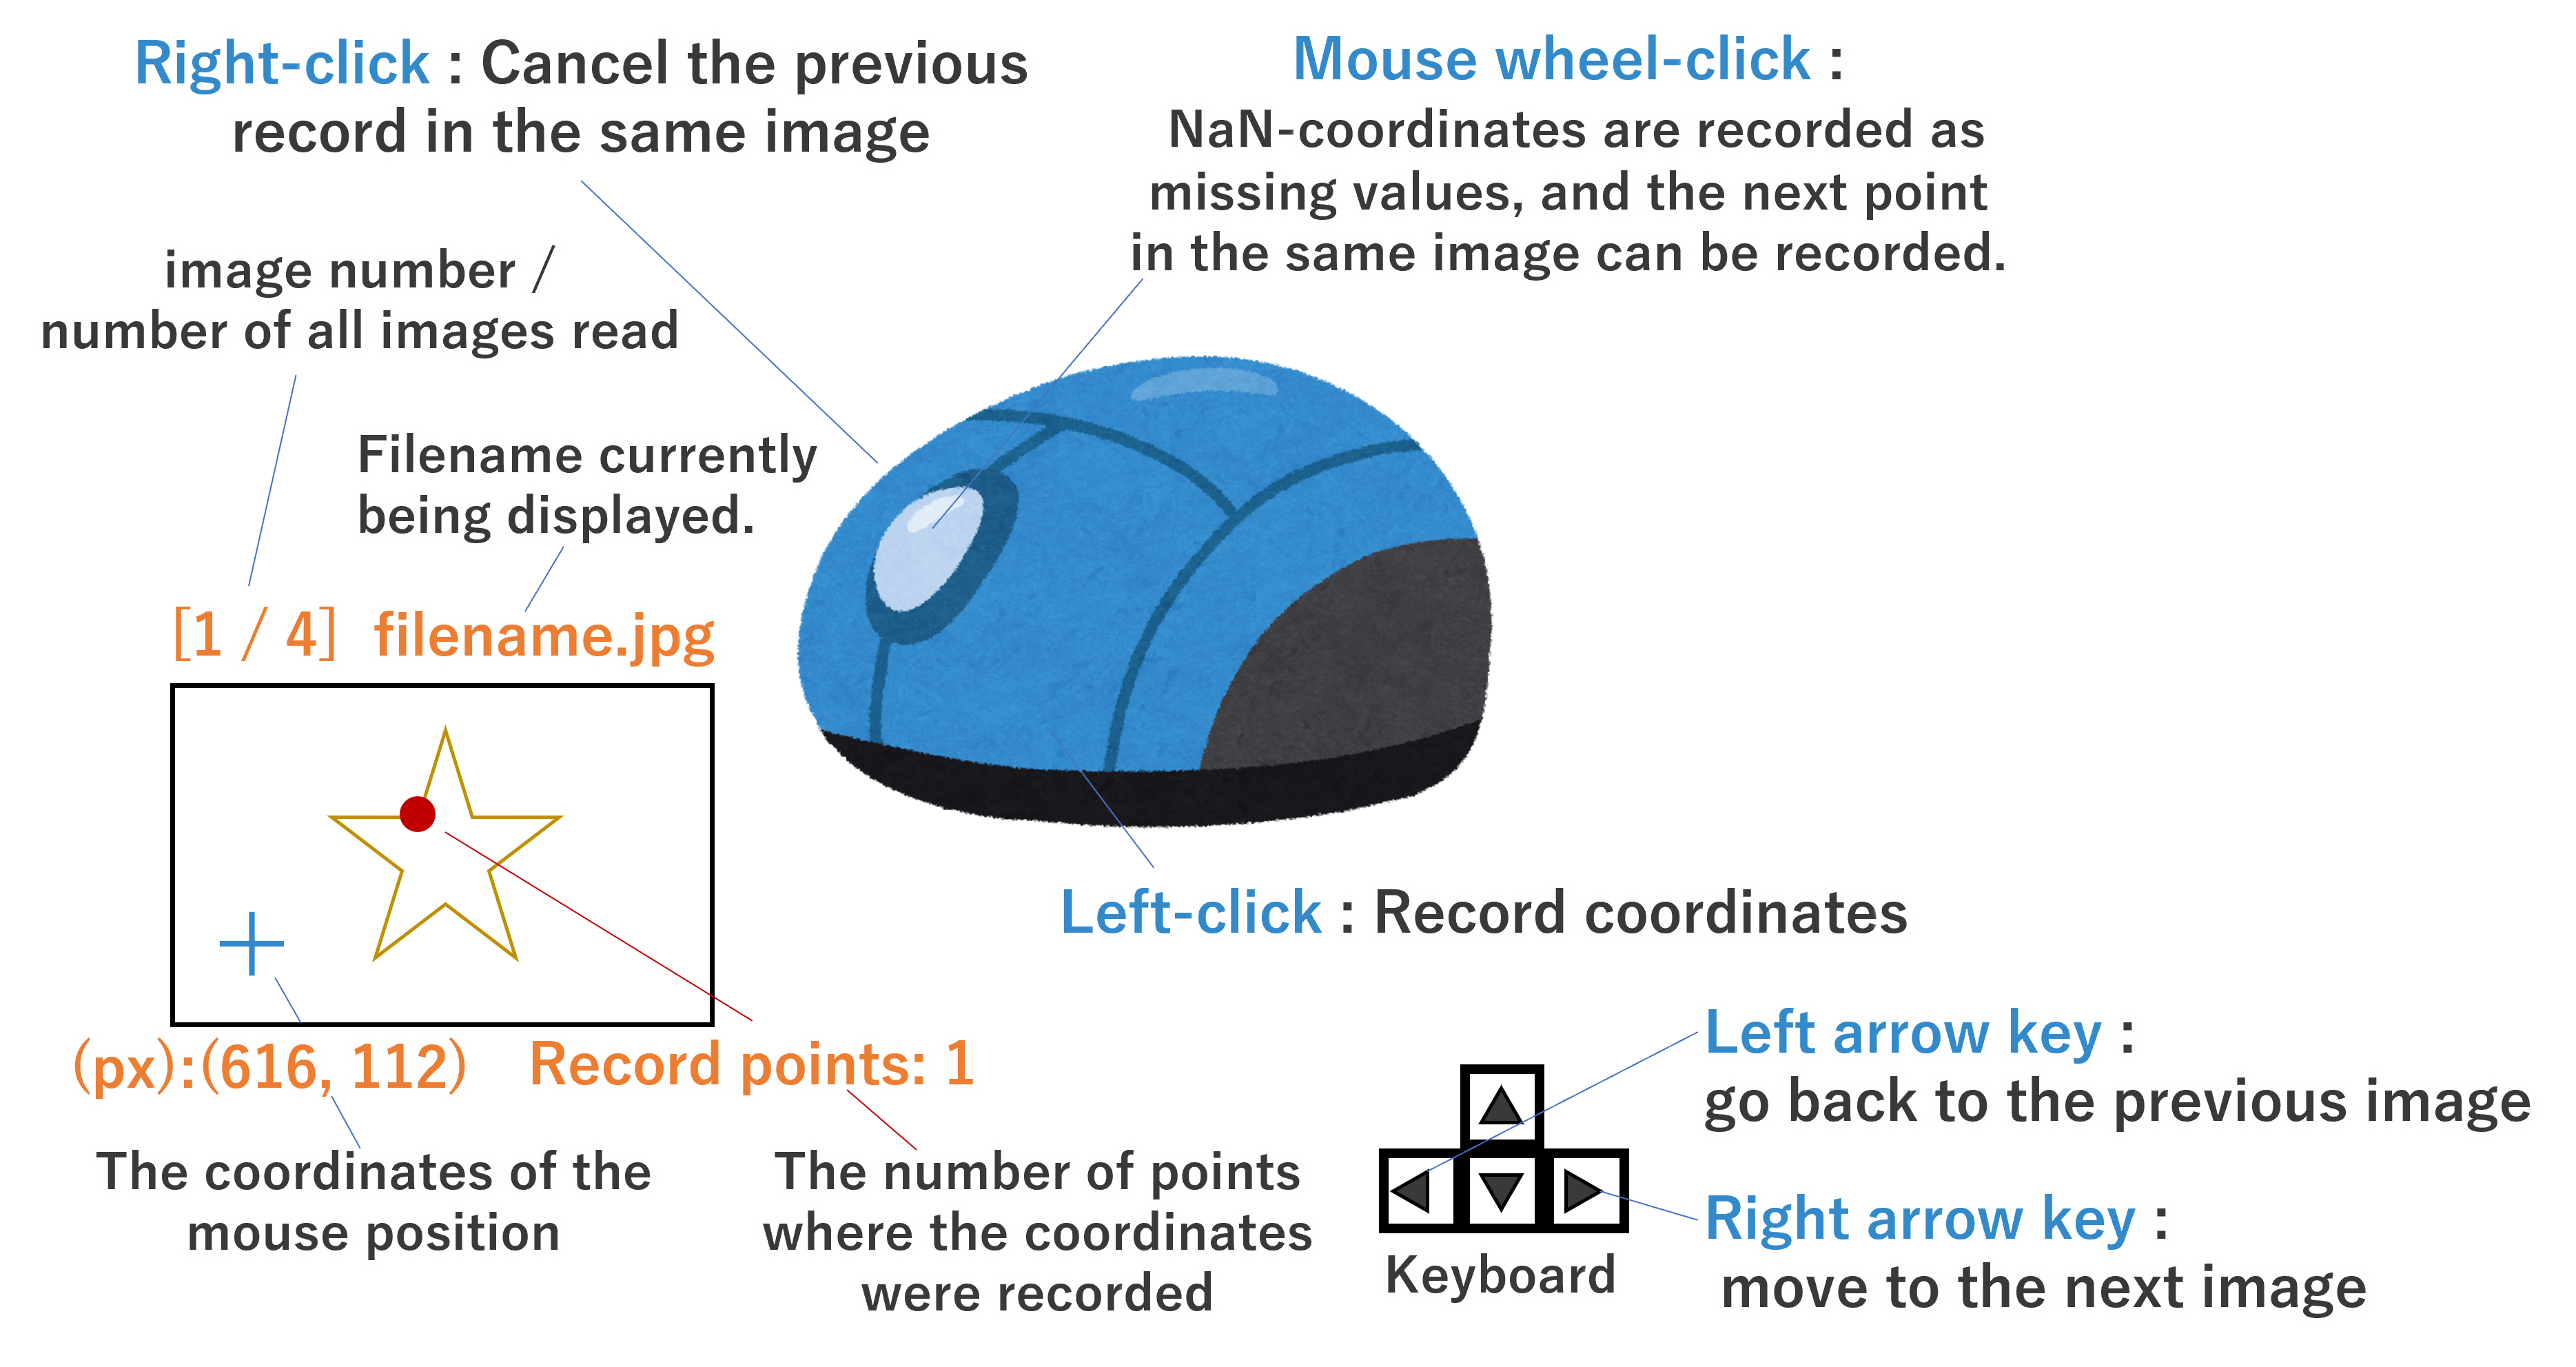 Right-click : Cancel the previous
record in the same image
Mouse wheel-click :
NaN-coordinates are recorded as
missing values, and the next point
in the same image can be recorded.
image number /
number of all images read
Filename currently
being displayed.
[1 / 4] filename.jpg
Left-click : Record coordinates
(px):(616, 112) Record points: 1
The coordinates of the
mouse position
The number of points
where the coordinates
were recorded
Left arrow key :
go back to the previous image
Right arrow key :
move to the next image
Keyboard